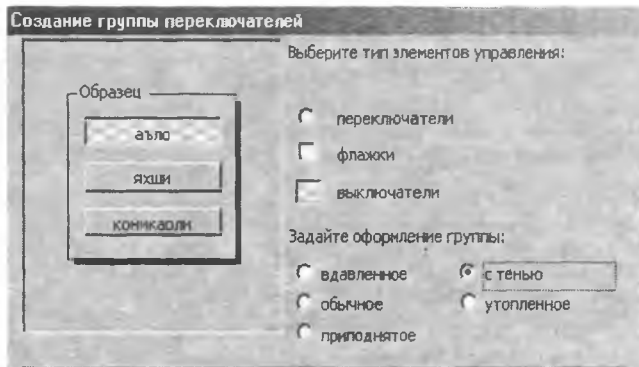 Создание группы переключателей
Выберите тип элементов управления:
Образец
аъло
яхши
коникарли
переключатели
флажки
выключатели
Задайте оформление группы:
вдавленное
с тенью
обычное
утопленное
приподнятое